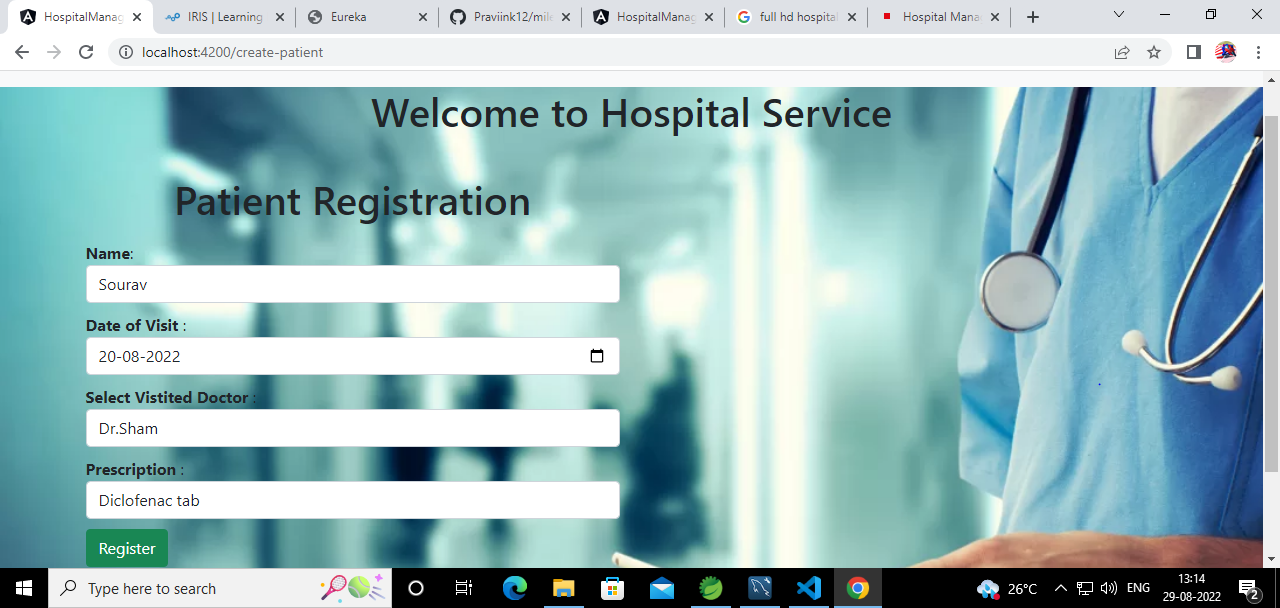 HospitalManag
IRIS | Learning
Eureka
Praviink12/mile
HospitalManag
full hd hospital
Hospital Mana
localhost:4200/create-patient
Welcome to Hospital Service
Patient Registration
Name:
Sourav
Date of Visit :
20-08-2022
Select Vistited Doctor :
Dr.Sham
Prescription :
Diclofenac tab
Register
Type here to search
26°C
ENG
13:14
29-08-2022
2